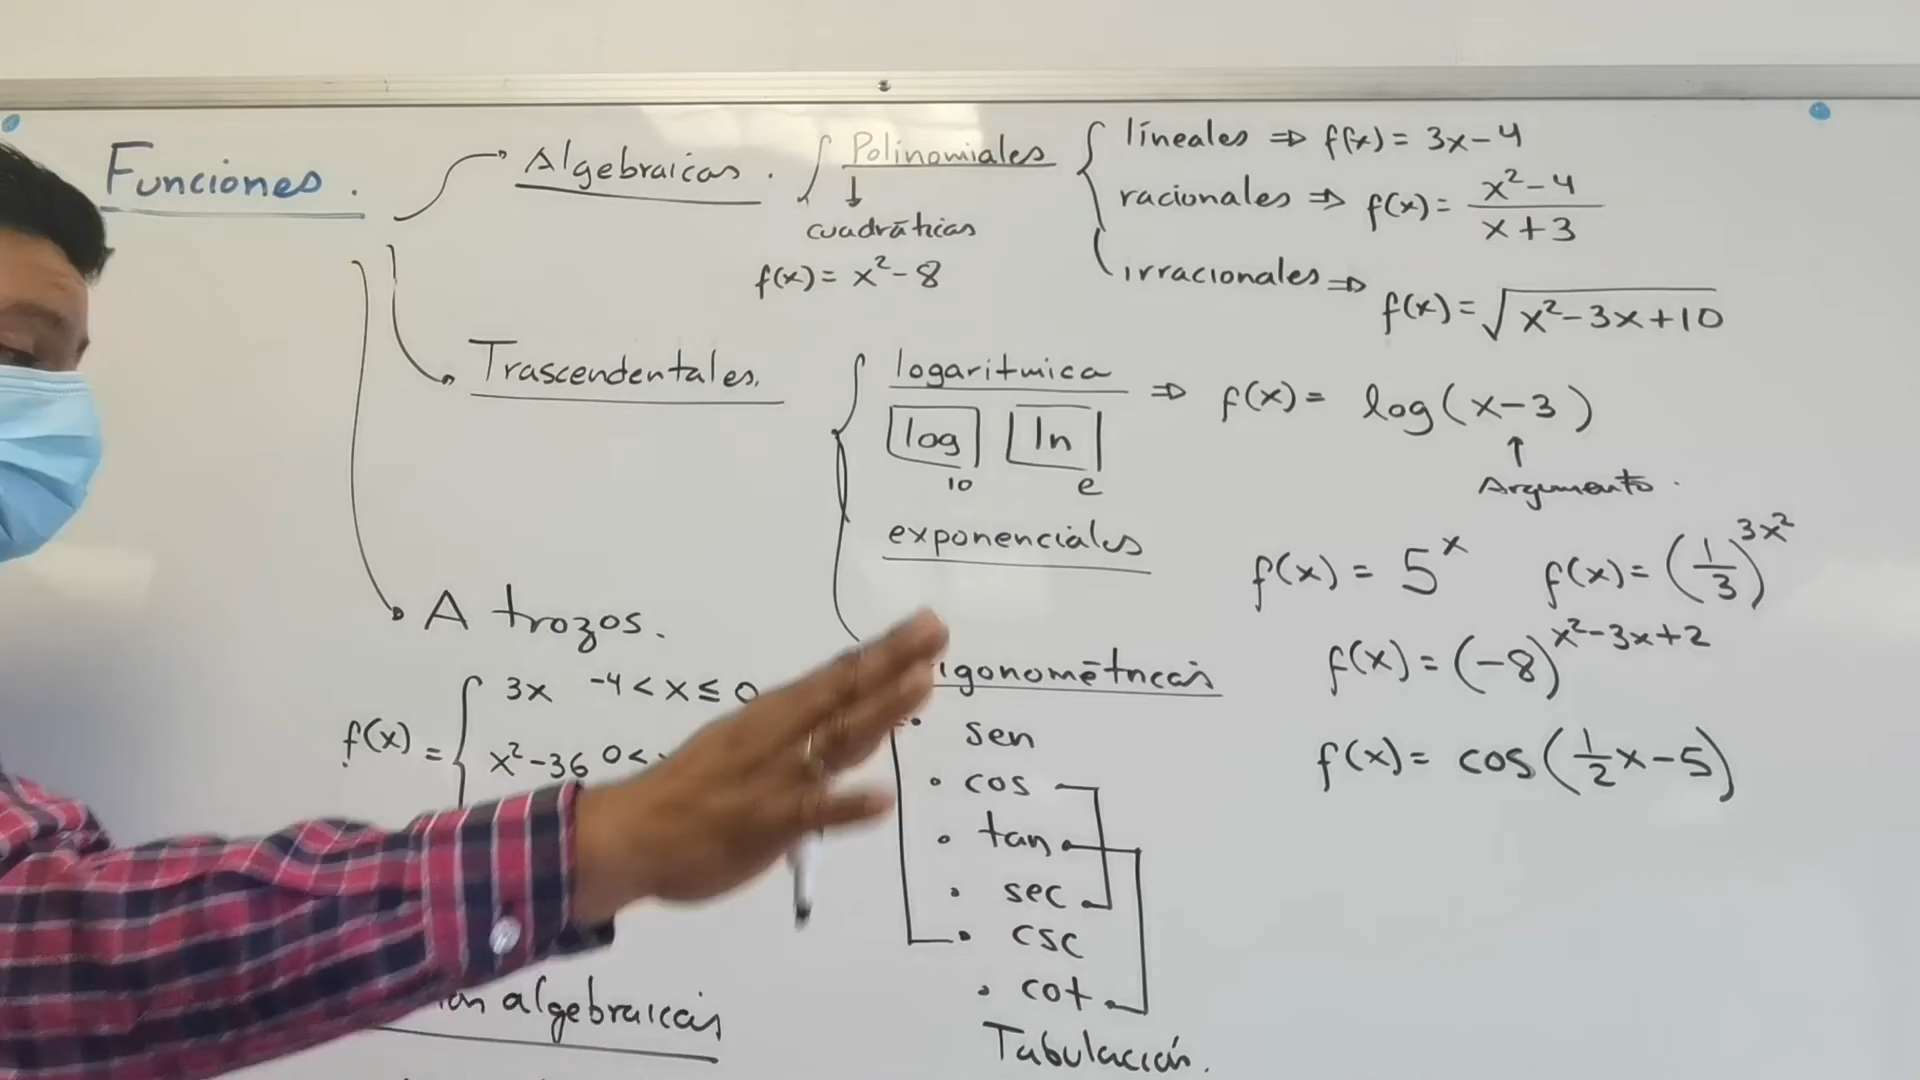 Funciones.
Algebraicas.
Polinomiales
cuadráticas
f(x) = x² - 8
líneales ⇒ f(x) = 3x - 4
racionales ⇒ f(x) = (x² - 4)/(x + 3)
irracionales ⇒ f(x) = √(x² - 3x + 10)
Trascendentales.
logaritmica ⇒ f(x) = log(x - 3)
log ln
10 e
Argumento.
exponenciales
f(x) = 5^x f(x) = (1/3)^(3x²)
f(x) = (-8)^(x² - 3x + 2)
f(x) = cos(1/2 x - 5)
sen
cos
tan
sec
csc
cot
Tabulación.
A trozos.
f(x) = { 3x -4 < x ≤ 0
x² - 36 0 <
algebraicas